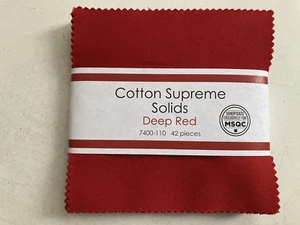 Cotton Supreme
Solids
Deep Red
7400-110 42 pieces
MSQC